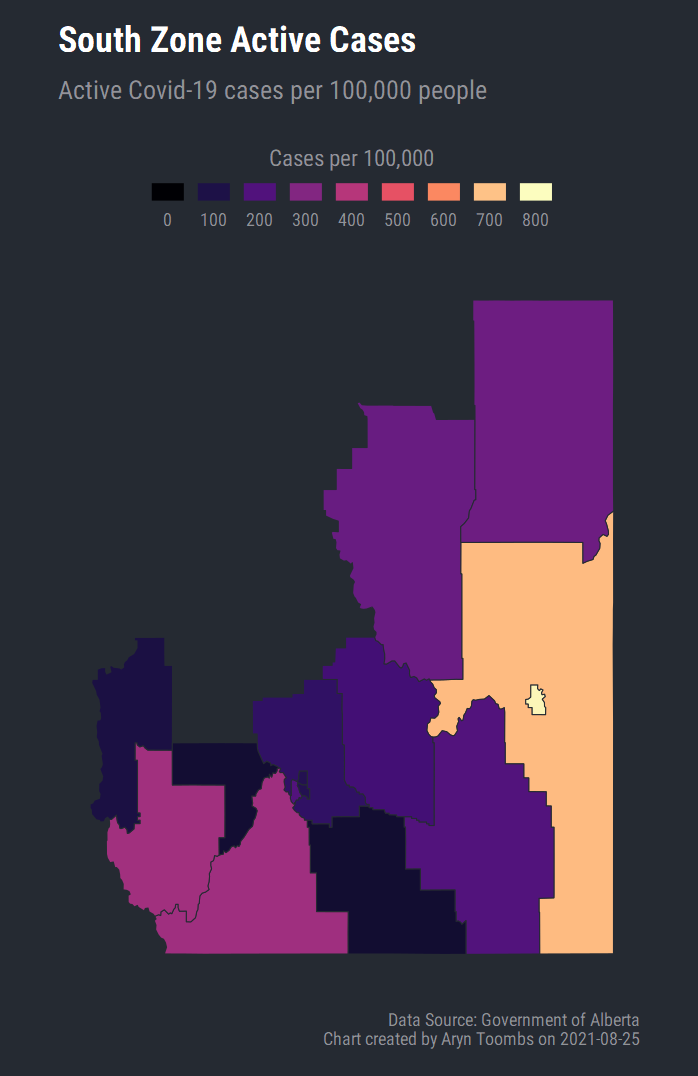 South Zone Active Cases
Active Covid-19 cases per 100,000 people
Cases per 100,000
0 100 200 300 400 500 600 700 800
Data Source: Government of Alberta
Chart created by Aryn Toombs on 2021-08-25